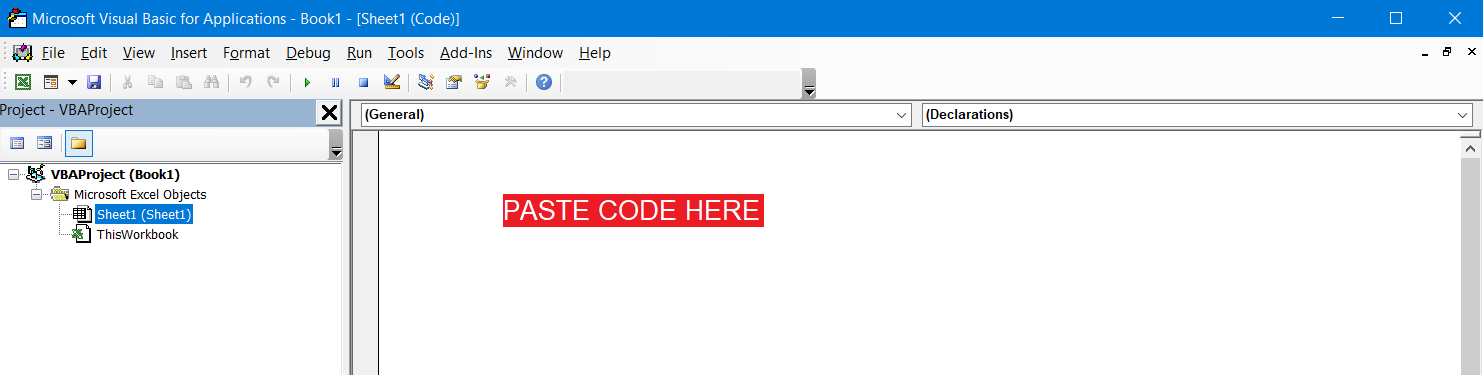 Microsoft Visual Basic for Applications - Book1 - [Sheet1 (Code)]
File Edit View Insert Format Debug Run Tools Add-Ins Window Help
Project - VBAProject
(General) (Declarations)
VBAProject (Book1)
Microsoft Excel Objects
Sheet1 (Sheet1)
ThisWorkbook
PASTE CODE HERE